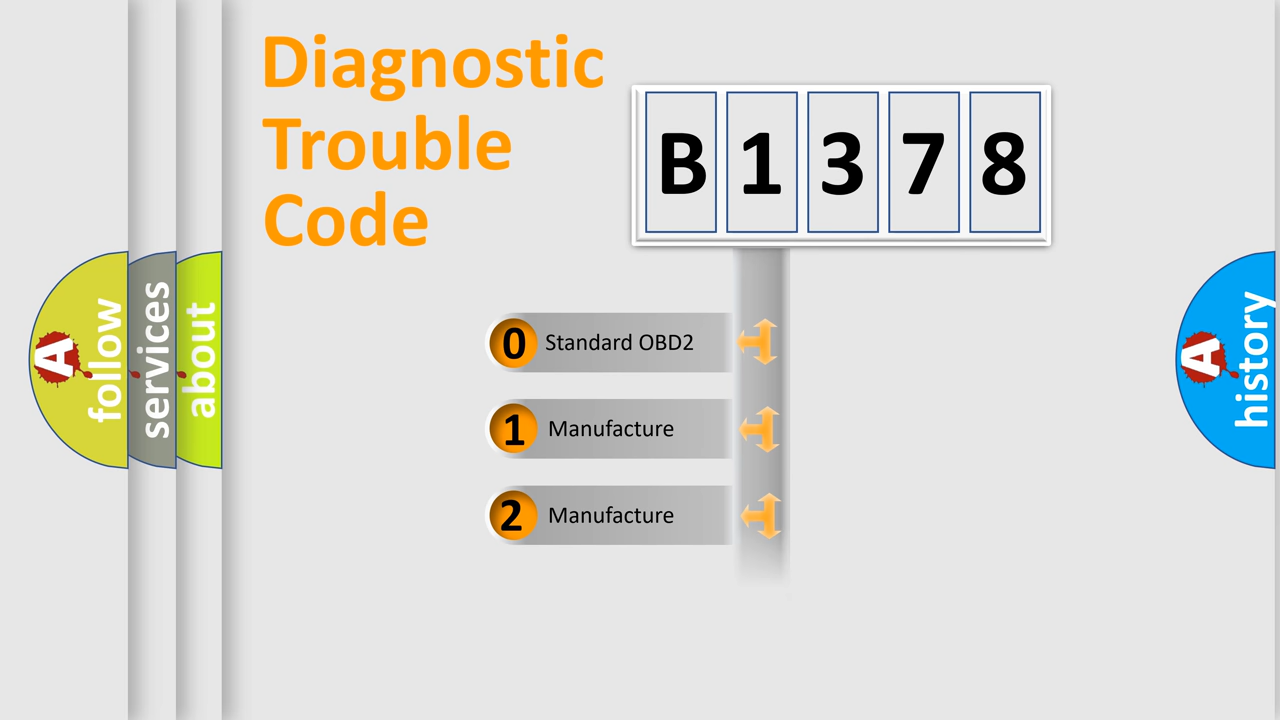 Diagnostic
Trouble
Code
B 1 3 7 8
0 Standard OBD2
1 Manufacture
2 Manufacture
A
follow
services
about
A
history